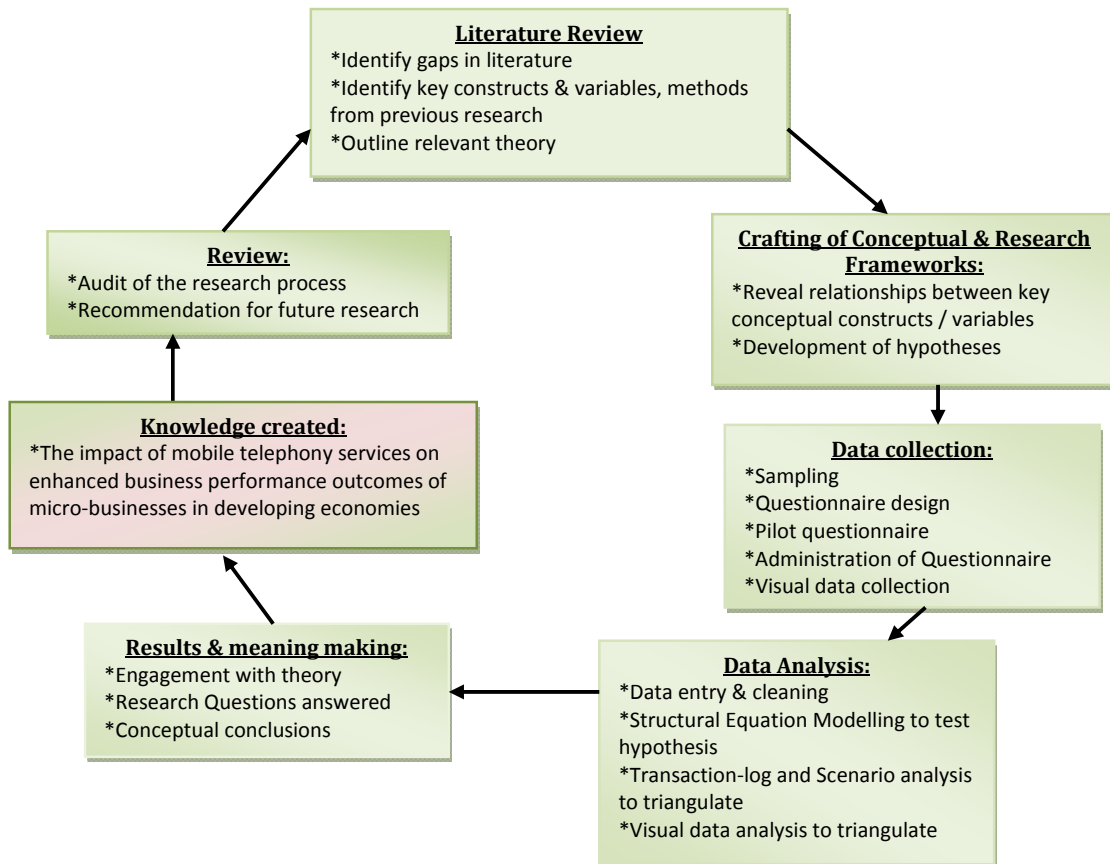 Literature Review
*Identify gaps in literature
*Identify key constructs & variables, methods
from previous research
*Outline relevant theory
Crafting of Conceptual & Research
Frameworks:
*Reveal relationships between key
conceptual constructs / variables
*Development of hypotheses
Data collection:
*Sampling
*Questionnaire design
*Pilot questionnaire
*Administration of Questionnaire
*Visual data collection
Data Analysis:
*Data entry & cleaning
*Structural Equation Modelling to test
hypothesis
*Transaction-log and Scenario analysis
to triangulate
*Visual data analysis to triangulate
Results & meaning making:
*Engagement with theory
*Research Questions answered
*Conceptual conclusions
Knowledge created:
*The impact of mobile telephony services on
enhanced business performance outcomes of
micro-businesses in developing economies
Review:
*Audit of the research process
*Recommendation for future research